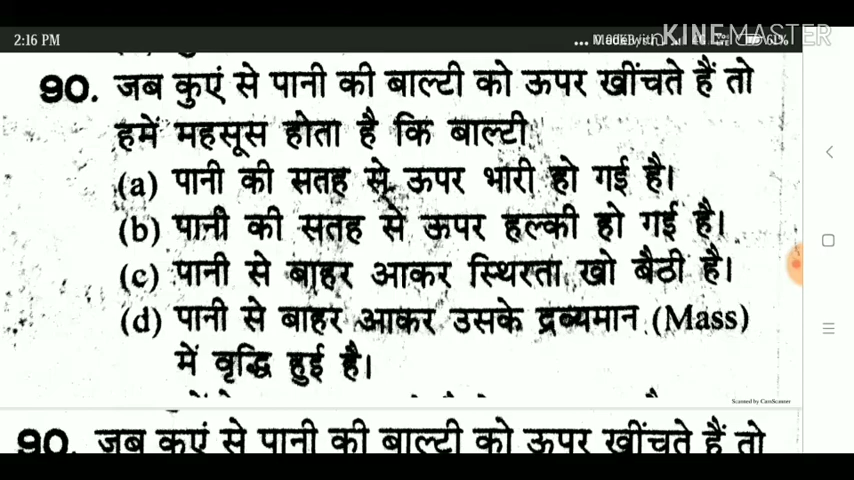 2:16 PM
KINEMASTER
61%
90. जब कुएं से पानी की बाल्टी को ऊपर खींचते हैं तो
हमें महसूस होता है कि बाल्टी
(a) पानी की सतह से ऊपर भारी हो गई है।
(b) पानी की सतह से ऊपर हल्की हो गई है।
(c) पानी से बाहर आकर स्थिरता खो बैठी है।
(d) पानी से बाहर आकर उसके द्रव्यमान (Mass)
में वृद्धि हुई है।
Scanned by CamScanner
90. जब कुएं से पानी की बाल्टी को ऊपर खींचते हैं तो